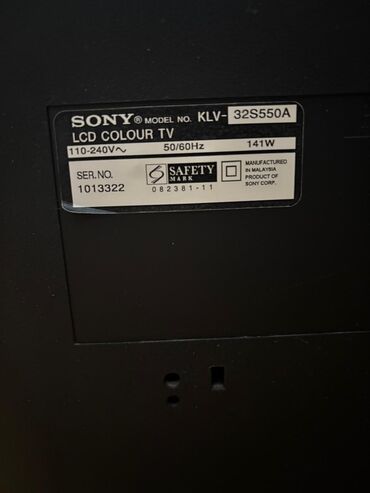 SONY® MODEL NO. KLV-32S550A
LCD COLOUR TV
110-240V~ 50/60Hz 141W
SER.NO.
1013322
S SAFETY
MARK
082381-11
MANUFACTURED
IN MALAYSIA
PRODUCT OF
SONY CORP.